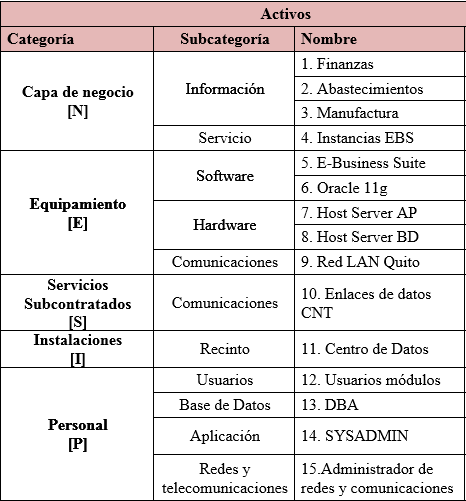 Activos
Categoría Subcategoría Nombre
Capa de negocio
[N]
Información
1. Finanzas
2. Abastecimientos
3. Manufactura
Servicio 4. Instancias EBS
Equipamiento
[E]
Software
5. E-Business Suite
6. Oracle 11g
Hardware
7. Host Server AP
8. Host Server BD
Comunicaciones 9. Red LAN Quito
Servicios
Subcontratados
[S]
Comunicaciones
10. Enlaces de datos
CNT
Instalaciones
[I]
Recinto 11. Centro de Datos
Personal
[P]
Usuarios 12. Usuarios módulos
Base de Datos 13. DBA
Aplicación 14. SYSADMIN
Redes y
telecomunicaciones
15.Administrador de
redes y comunicaciones